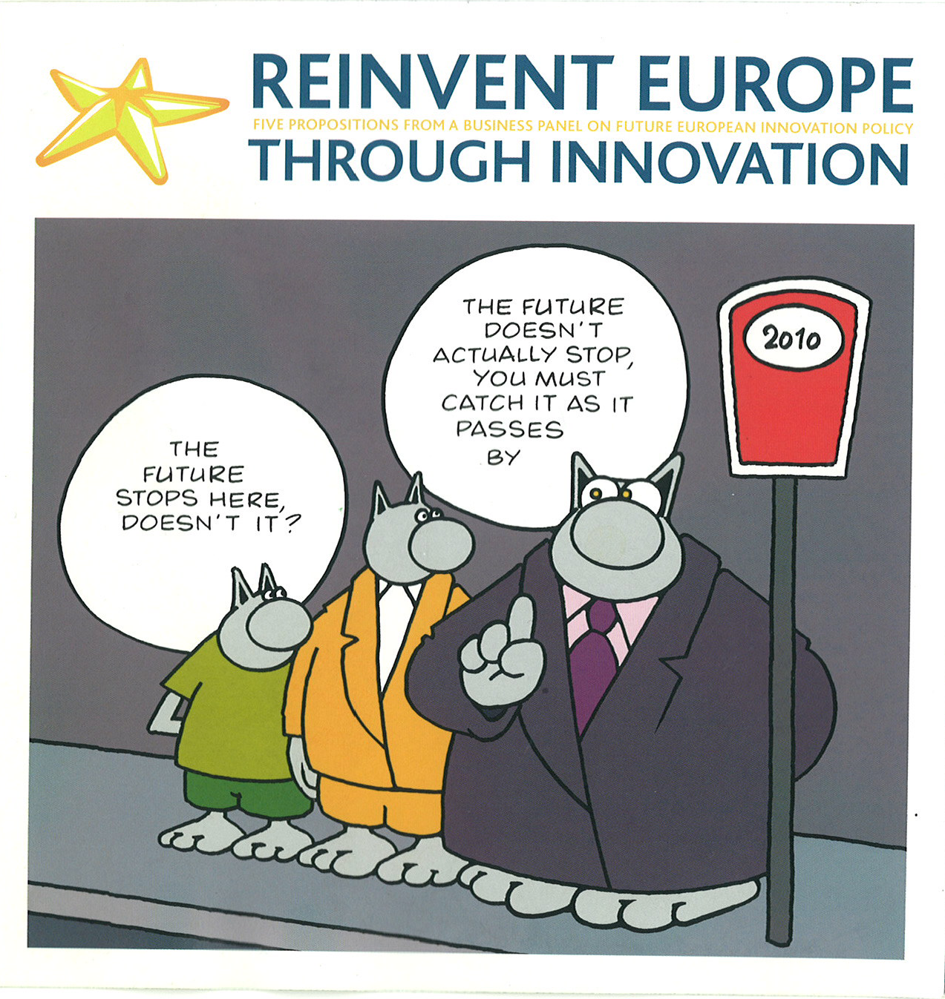 REINVENT EUROPE
FIVE PROPOSITIONS FROM A BUSINESS PANEL ON FUTURE EUROPEAN INNOVATION POLICY
THROUGH INNOVATION
THE
FUTURE
STOPS HERE,
DOESN'T IT?
THE FUTURE
DOESN'T
ACTUALLY STOP,
YOU MUST
CATCH IT AS IT
PASSES
BY
2010